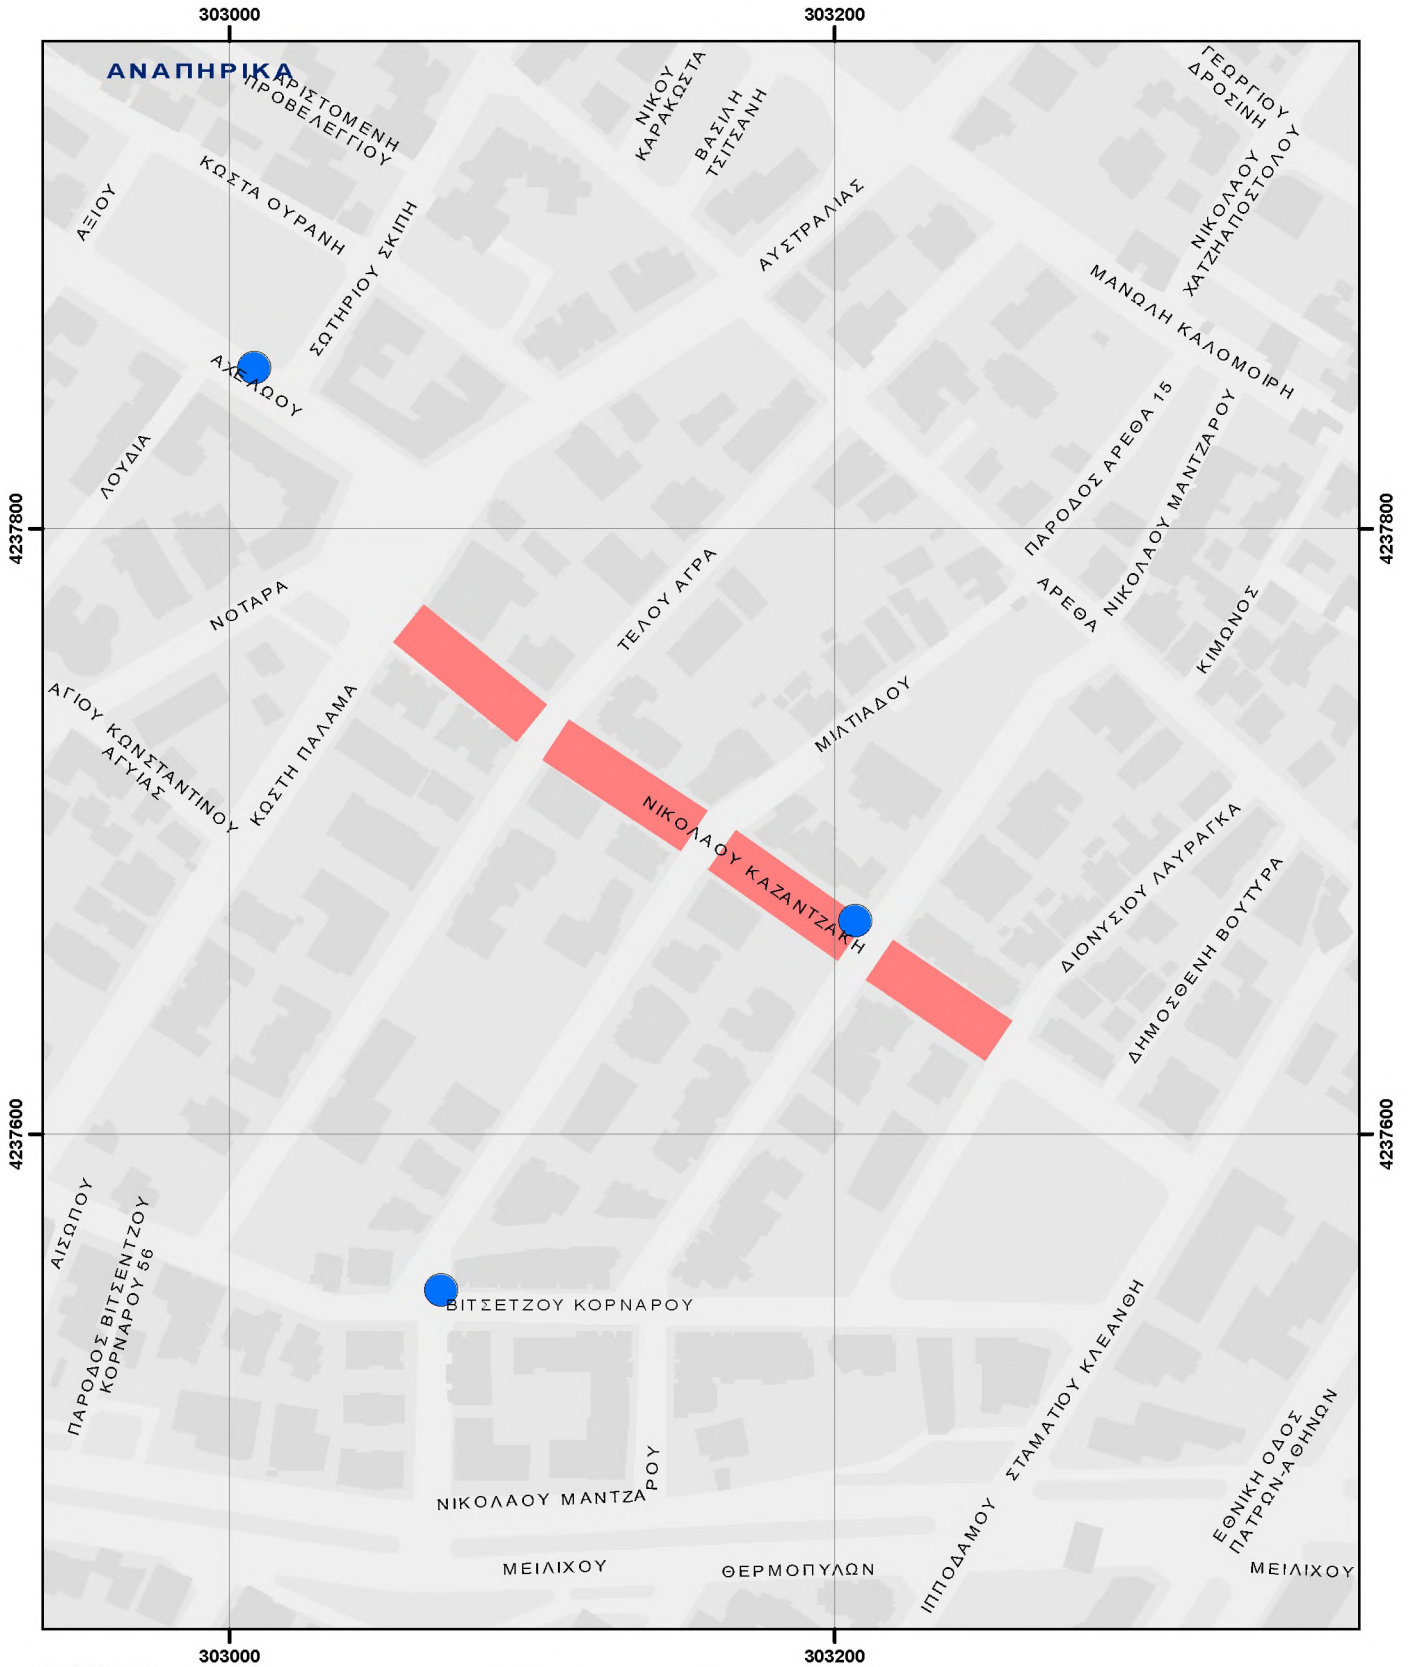 303000
303200
ΑΝΑΠΗΡΙΚΑ
ΑΡΙΣΤΟΜΕΝΗ
ΠΡΟΒΕΛΕΓΓΙΟΥ
ΝΙΚΟΥ
ΚΑΡΑΚΩΣΤΑ
ΒΑΣΙΛΗ
ΤΣΙΤΣΑΝΗ
ΓΕΩΡΓΙΟΥ
ΔΡΟΣΙΝΗ
ΝΙΚΟΛΑΟΥ
ΧΑΤΖΗΑΠΟΣΤΟΛΟΥ
ΚΩΣΤΑ ΟΥΡΑΝΗ
ΑΞΙΟΥ
ΣΩΤΗΡΙΟΥ ΣΚΙΠΗ
ΑΥΣΤΡΑΛΙΑΣ
ΜΑΝΩΛΗ ΚΑΛΟΜΟΙΡΗ
ΑΧΕΛΩΟΥ
ΛΟΥΔΙΑ
ΠΑΡΟΔΟΣ ΑΡΕΘΑ 15
ΝΙΚΟΛΑΟΥ ΜΑΝΤΖΑΡΟΥ
4237800
4237800
ΝΟΤΑΡΑ
ΤΕΛΟΥ ΑΓΡΑ
ΑΡΕΘΑ
ΚΙΜΩΝΟΣ
ΑΓΙΟΥ ΚΩΝΣΤΑΝΤΙΝΟΥ
ΑΓΥΙΑΣ
ΚΩΣΤΗ ΠΑΛΑΜΑ
ΜΙΛΤΙΑΔΟΥ
ΝΙΚΟΛΑΟΥ ΚΑΖΑΝΤΖΑΚΗ
ΔΙΟΝΥΣΙΟΥ ΛΑΥΡΑΓΚΑ
ΔΗΜΟΣΘΕΝΗ ΒΟΥΤΥΡΑ
4237600
4237600
ΑΙΣΩΠΟΥ
ΠΑΡΟΔΟΣ ΒΙΤΣΕΝΤΖΟΥ
ΚΟΡΝΑΡΟΥ 56
ΒΙΤΣΕΤΖΟΥ ΚΟΡΝΑΡΟΥ
ΣΤΑΜΑΤΙΟΥ ΚΛΕΑΝΘΗ
ΕΘΝΙΚΗ ΟΔΟΣ
ΠΑΤΡΩΝ-ΑΘΗΝΩΝ
ΝΙΚΟΛΑΟΥ ΜΑΝΤΖΑΡΟΥ
ΙΠΠΟΔΑΜΟΥ
ΜΕΙΛΙΧΟΥ
ΘΕΡΜΟΠΥΛΩΝ
ΜΕΙΛΙΧΟΥ
303000
303200